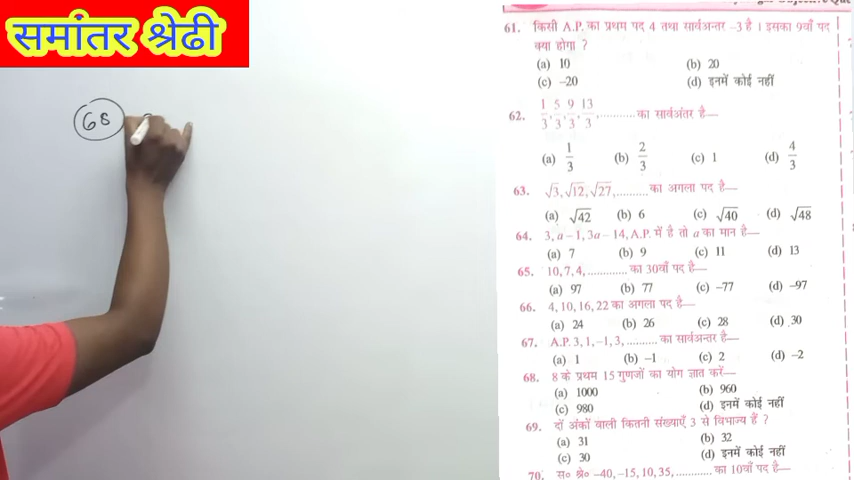 समांतर श्रेढी
68
61. किसी A.P. का प्रथम पद 4 तथा सार्वअन्तर –3 है । इसका 9वाँ पद
क्या होगा ?
(a) 10 (b) 20
(c) –20 (d) इनमें कोई नहीं
62. 1/3, 5/3, 9/3, 13/3, ........... का सार्वअंतर है—
(a) 1/3 (b) 2/3 (c) 1 (d) 4/3
63. √3, √12, √27, ......... का अगला पद है—
(a) √42 (b) 6 (c) √40 (d) √48
64. 3, a – 1, 3a – 14, A.P. में है तो a का मान है—
(a) 7 (b) 9 (c) 11 (d) 13
65. 10, 7, 4, ............. का 30वाँ पद है—
(a) 97 (b) 77 (c) –77 (d) –97
66. 4, 10, 16, 22 का अगला पद है—
(a) 24 (b) 26 (c) 28 (d) 30
67. A.P. 3, 1, –1, 3, .......... का सार्वअन्तर है—
(a) 1 (b) –1 (c) 2 (d) –2
68. 8 के प्रथम 15 गुणजों का योग ज्ञात करें—
(a) 1000 (b) 960
(c) 980 (d) इनमें कोई नहीं
69. दों अंकों वाली कितनी संख्याएँ 3 से विभाज्य हैं ?
(a) 31 (b) 32
(c) 30 (d) इनमें कोई नहीं
70. स० श्रे० –40, –15, 10, 35, ............ का 10वाँ पद है—